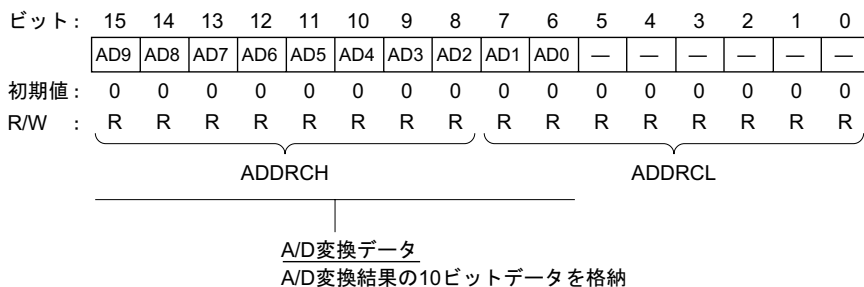 ビット： 15 14 13 12 11 10 9 8 7 6 5 4 3 2 1 0
AD9 AD8 AD7 AD6 AD5 AD4 AD3 AD2 AD1 AD0 — — — — — —
初期値： 0 0 0 0 0 0 0 0 0 0 0 0 0 0 0 0
R/W ： R R R R R R R R R R R R R R R R
ADDRCH ADDRCL
A/D変換データ
A/D変換結果の10ビットデータを格納